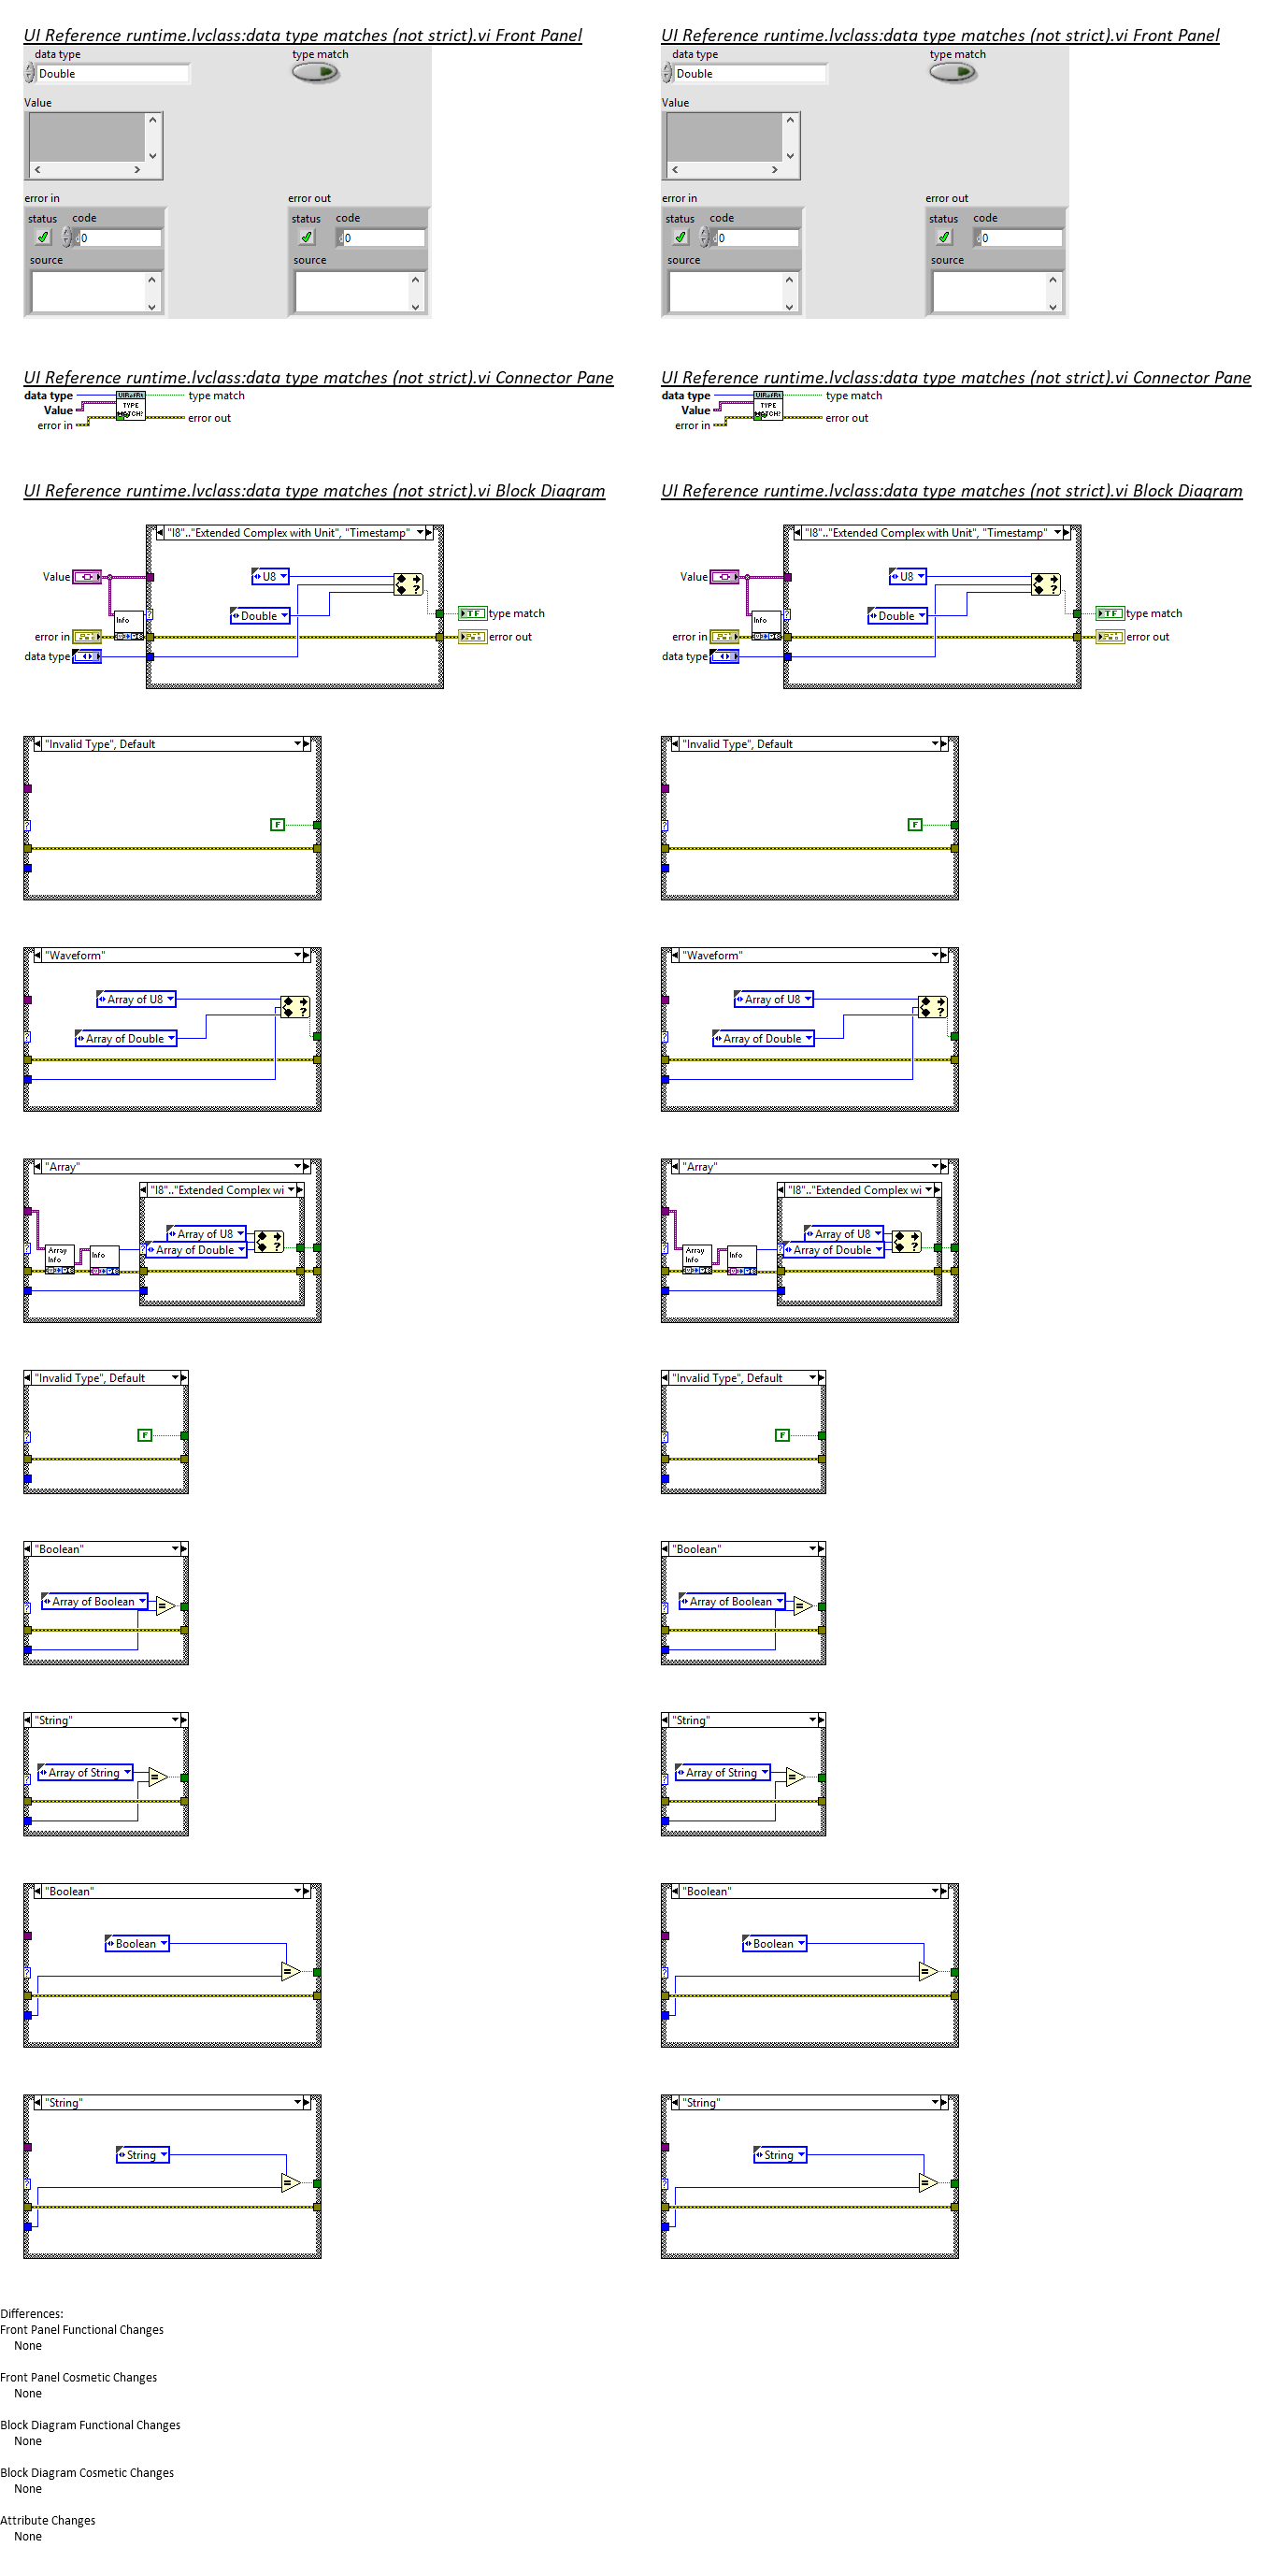 UI Reference runtime.lvclass:data type matches (not strict).vi Front Panel
data type
type match
Double
Value
error in
error out
status code
status code
0
0
source
source
UI Reference runtime.lvclass:data type matches (not strict).vi Front Panel
data type
type match
Double
Value
error in
error out
status code
status code
0
0
source
source
UI Reference runtime.lvclass:data type matches (not strict).vi Connector Pane
data type
type match
Value
error in
error out
UIRefRt
TYPE
MATCH?
UI Reference runtime.lvclass:data type matches (not strict).vi Connector Pane
data type
type match
Value
error in
error out
UIRefRt
TYPE
MATCH?
UI Reference runtime.lvclass:data type matches (not strict).vi Block Diagram
"I8".."Extended Complex with Unit", "Timestamp"
Value
U8
?
Info
?
Double
TF
type match
error in
error out
data type
UI Reference runtime.lvclass:data type matches (not strict).vi Block Diagram
"I8".."Extended Complex with Unit", "Timestamp"
Value
U8
?
Info
?
Double
TF
type match
error in
error out
data type
"Invalid Type", Default
F
?
"Invalid Type", Default
F
?
"Waveform"
Array of U8
?
Array of Double
?
"Waveform"
Array of U8
?
Array of Double
?
"Array"
"I8".."Extended Complex wi
Array of U8
Array of Double
?
Array
Info
Info
?
"Array"
"I8".."Extended Complex wi
Array of U8
Array of Double
?
Array
Info
Info
?
"Invalid Type", Default
F
?
"Invalid Type", Default
F
?
"Boolean"
Array of Boolean
=
?
"Boolean"
Array of Boolean
=
?
"String"
Array of String
=
?
"String"
Array of String
=
?
"Boolean"
Boolean
=
?
"Boolean"
Boolean
=
?
"String"
String
=
?
"String"
String
=
?
Differences:
Front Panel Functional Changes
None
Front Panel Cosmetic Changes
None
Block Diagram Functional Changes
None
Block Diagram Cosmetic Changes
None
Attribute Changes
None